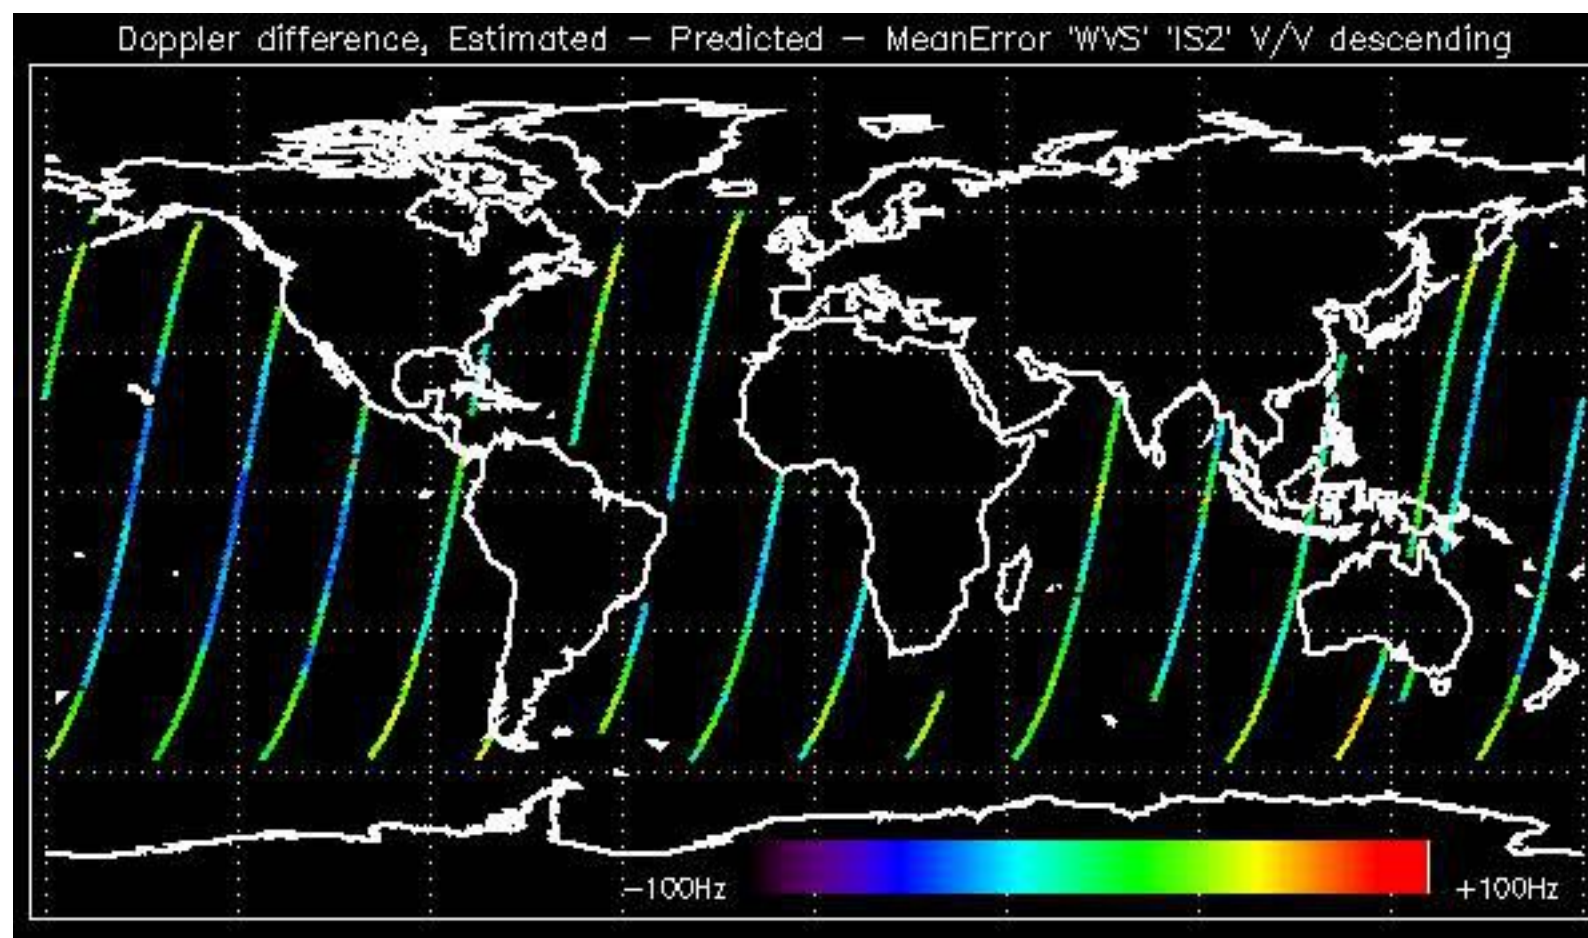 Doppler difference, Estimated – Predicted – MeanError 'WVS' 'IS2' V/V descending
–100Hz +100Hz